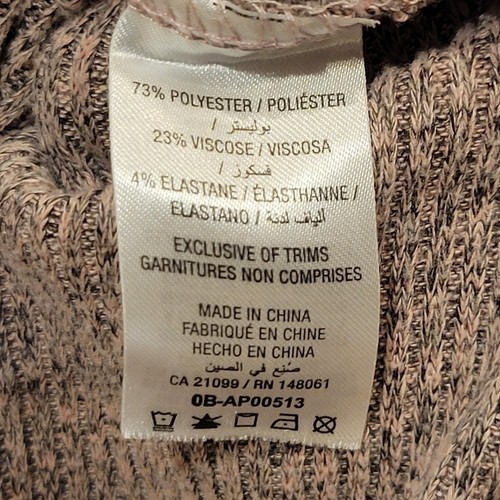 73% POLYESTER / POLIÉSTER
/ بوليستر
23% VISCOSE / VISCOSA
/ فسكوز
4% ELASTANE / ÉLASTHANNE /
ELASTANO / ألياف لدنة
EXCLUSIVE OF TRIMS
GARNITURES NON COMPRISES
MADE IN CHINA
FABRIQUÉ EN CHINE
HECHO EN CHINA
صُنع في الصين
CA 21099 / RN 148061
0B-AP00513